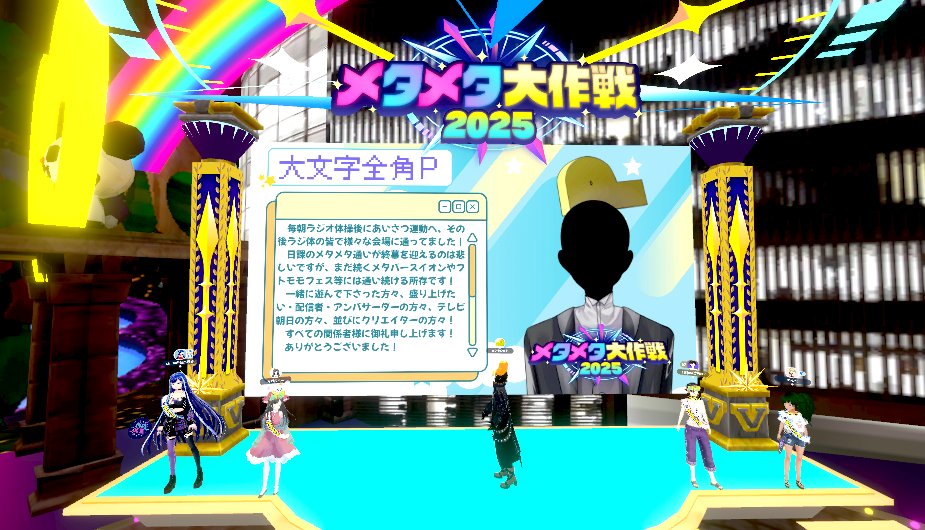 メタメタ大作戦
2025
大文字全角P
毎朝ラジオ体操後にあいさつ運動へ、その
後ラジ体の皆で様々な会場に通ってました！
日課のメタメタ通いが終幕を迎えるのは悲
しいですが、まだ続くメタバースイオンやフ
トモモフェス等には通い続ける所存です！
一緒に遊んで下さった方々、盛り上げた
い・配信者・アンバサダーの方々、テレビ
朝日の方々、並びにクリエイターの方々！
すべての関係者様に御礼申し上げます！
ありがとうございました！
メタメタ大作戦
2025